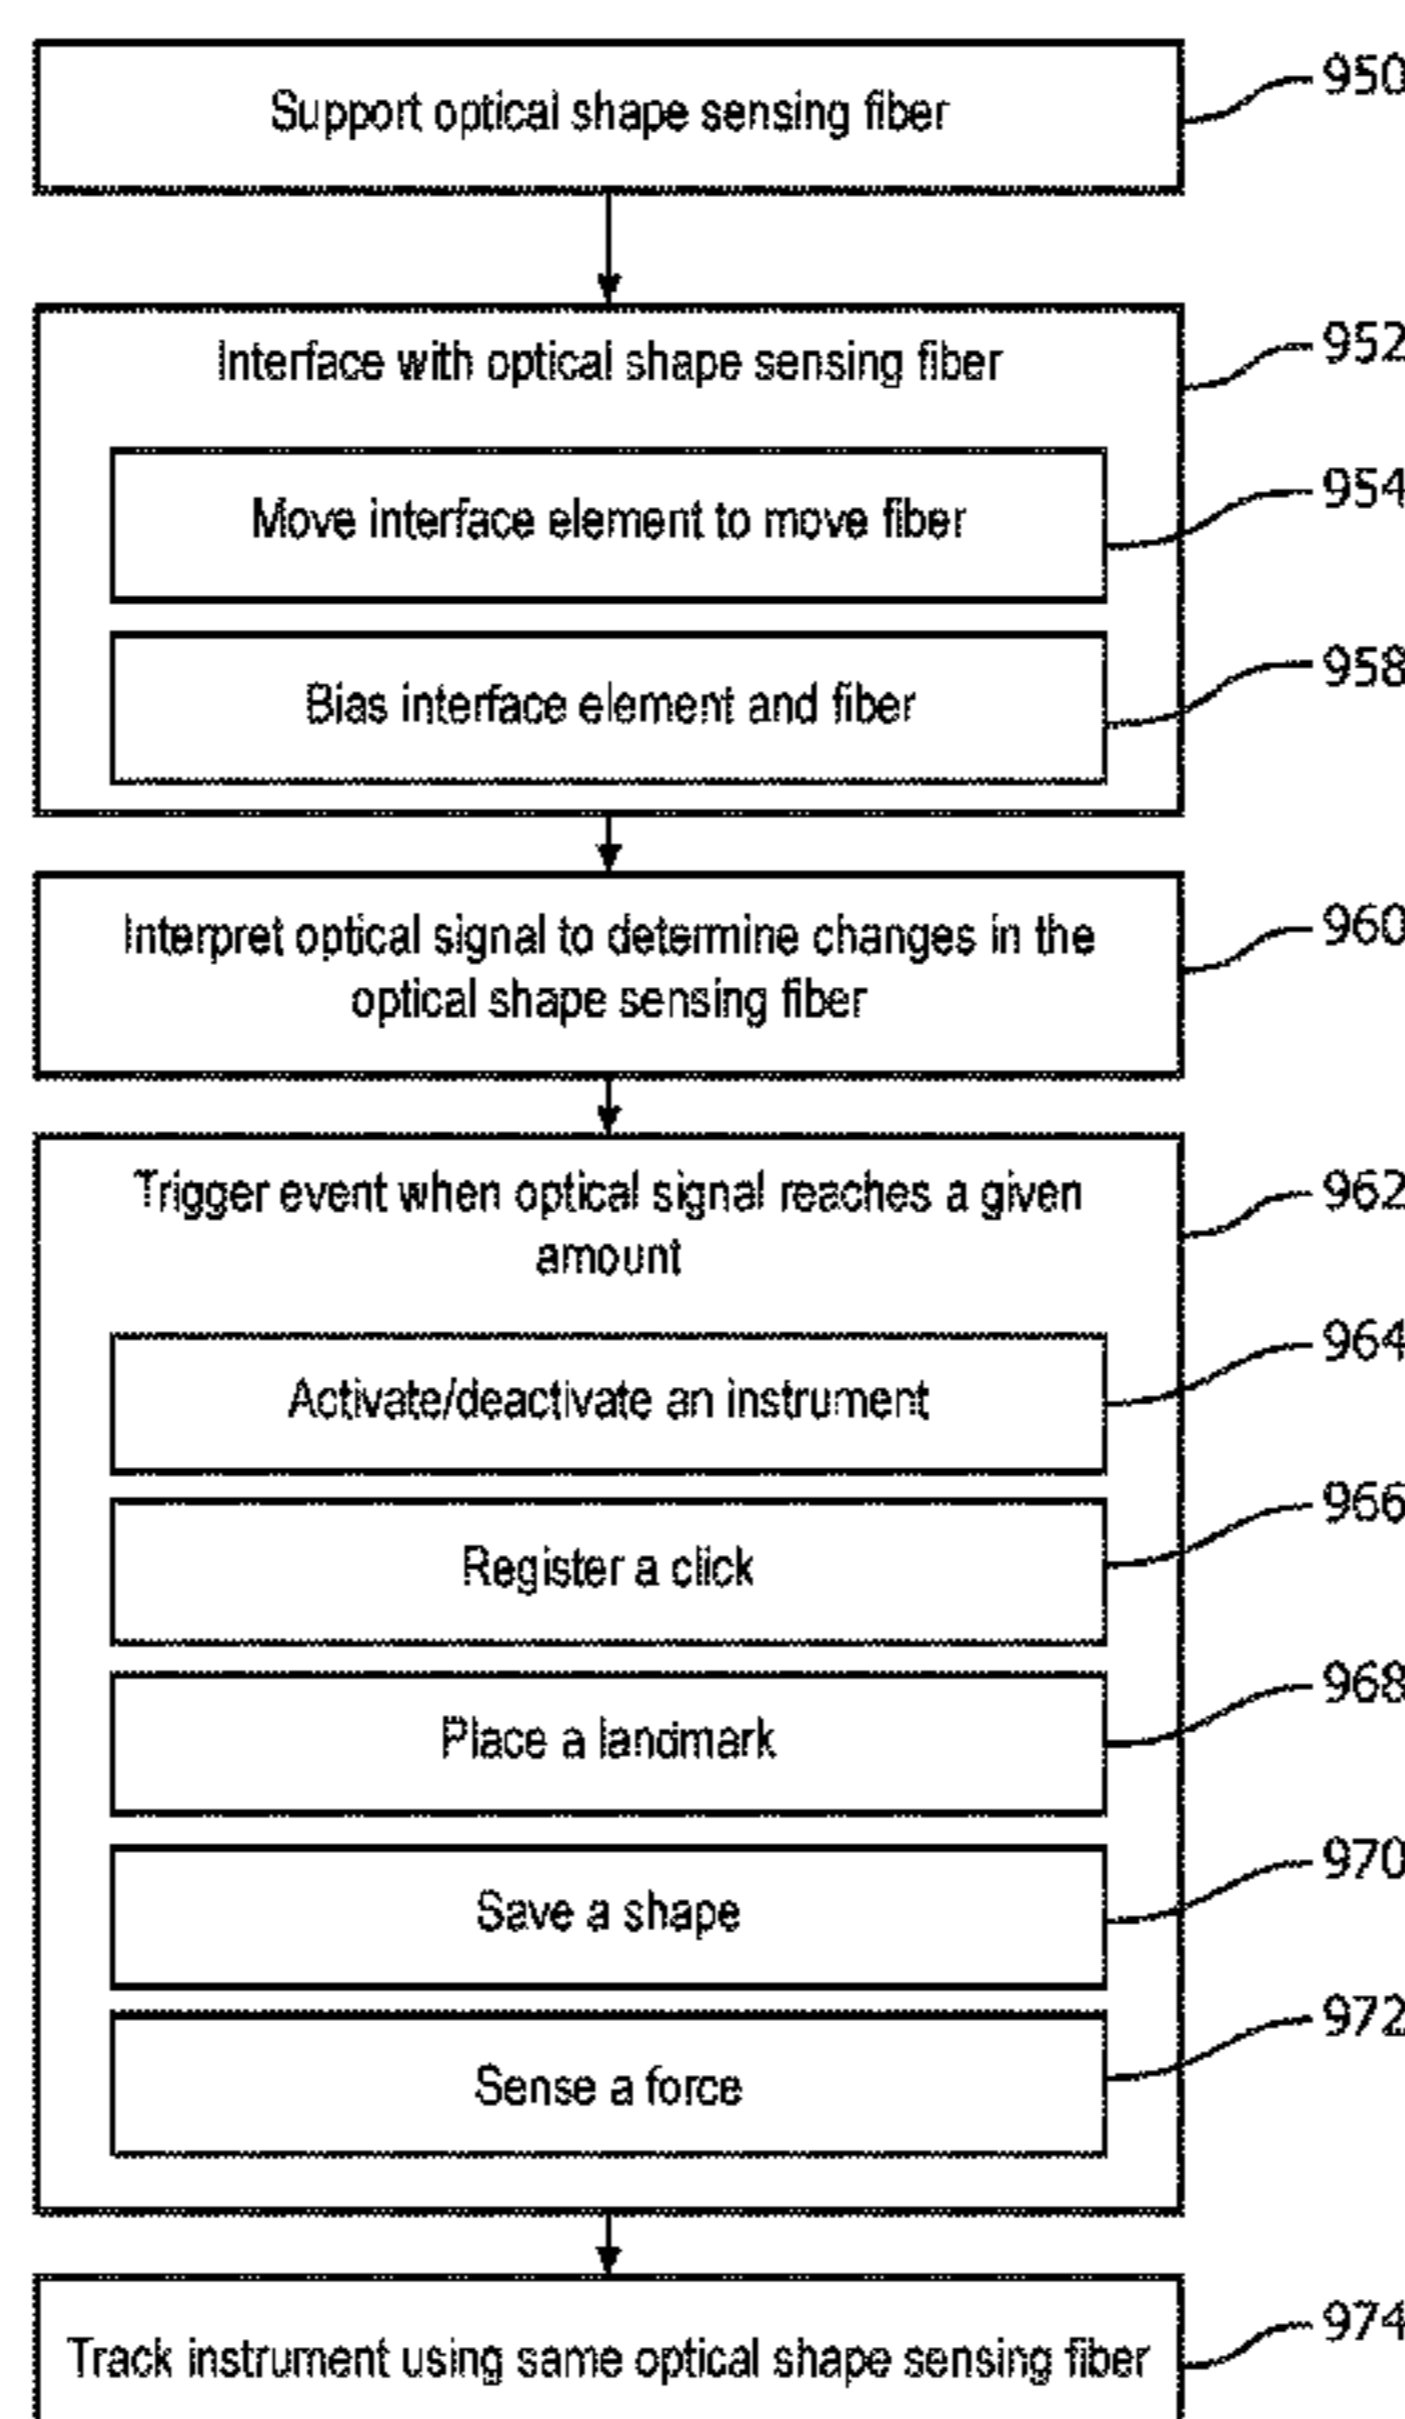 Support optical shape sensing fiber
950
Interface with optical shape sensing fiber
952
Move interface element to move fiber
954
Bias interface element and fiber
958
Interpret optical signal to determine changes in the
optical shape sensing fiber
960
Trigger event when optical signal reaches a given
amount
962
Activate/deactivate an instrument
964
Register a click
966
Place a landmark
968
Save a shape
970
Sense a force
972
Track instrument using same optical shape sensing fiber
974